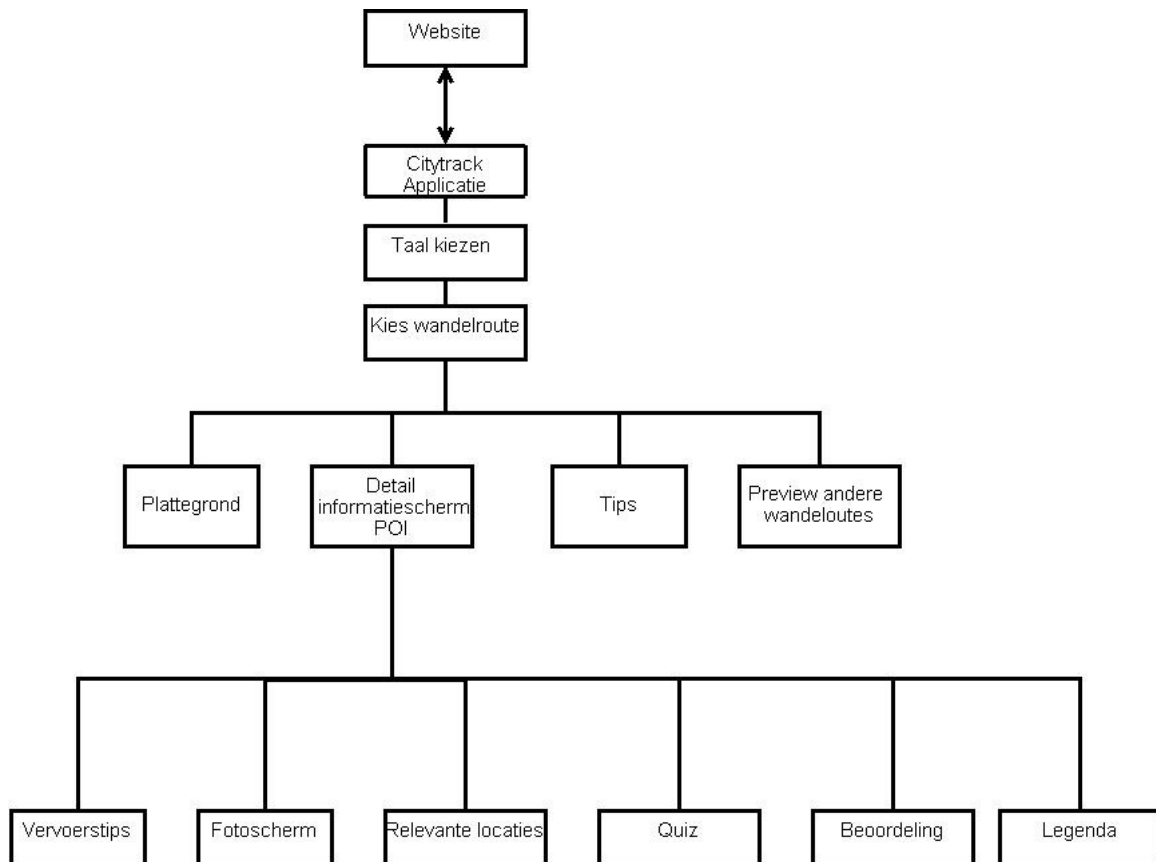 Website
Citytrack
Applicatie
Taal kiezen
Kies wandelroute
Plattegrond
Detail
informatiescherm
POI
Tips
Preview andere
wandeloutes
Vervoerstips
Fotoscherm
Relevante locaties
Quiz
Beoordeling
Legenda